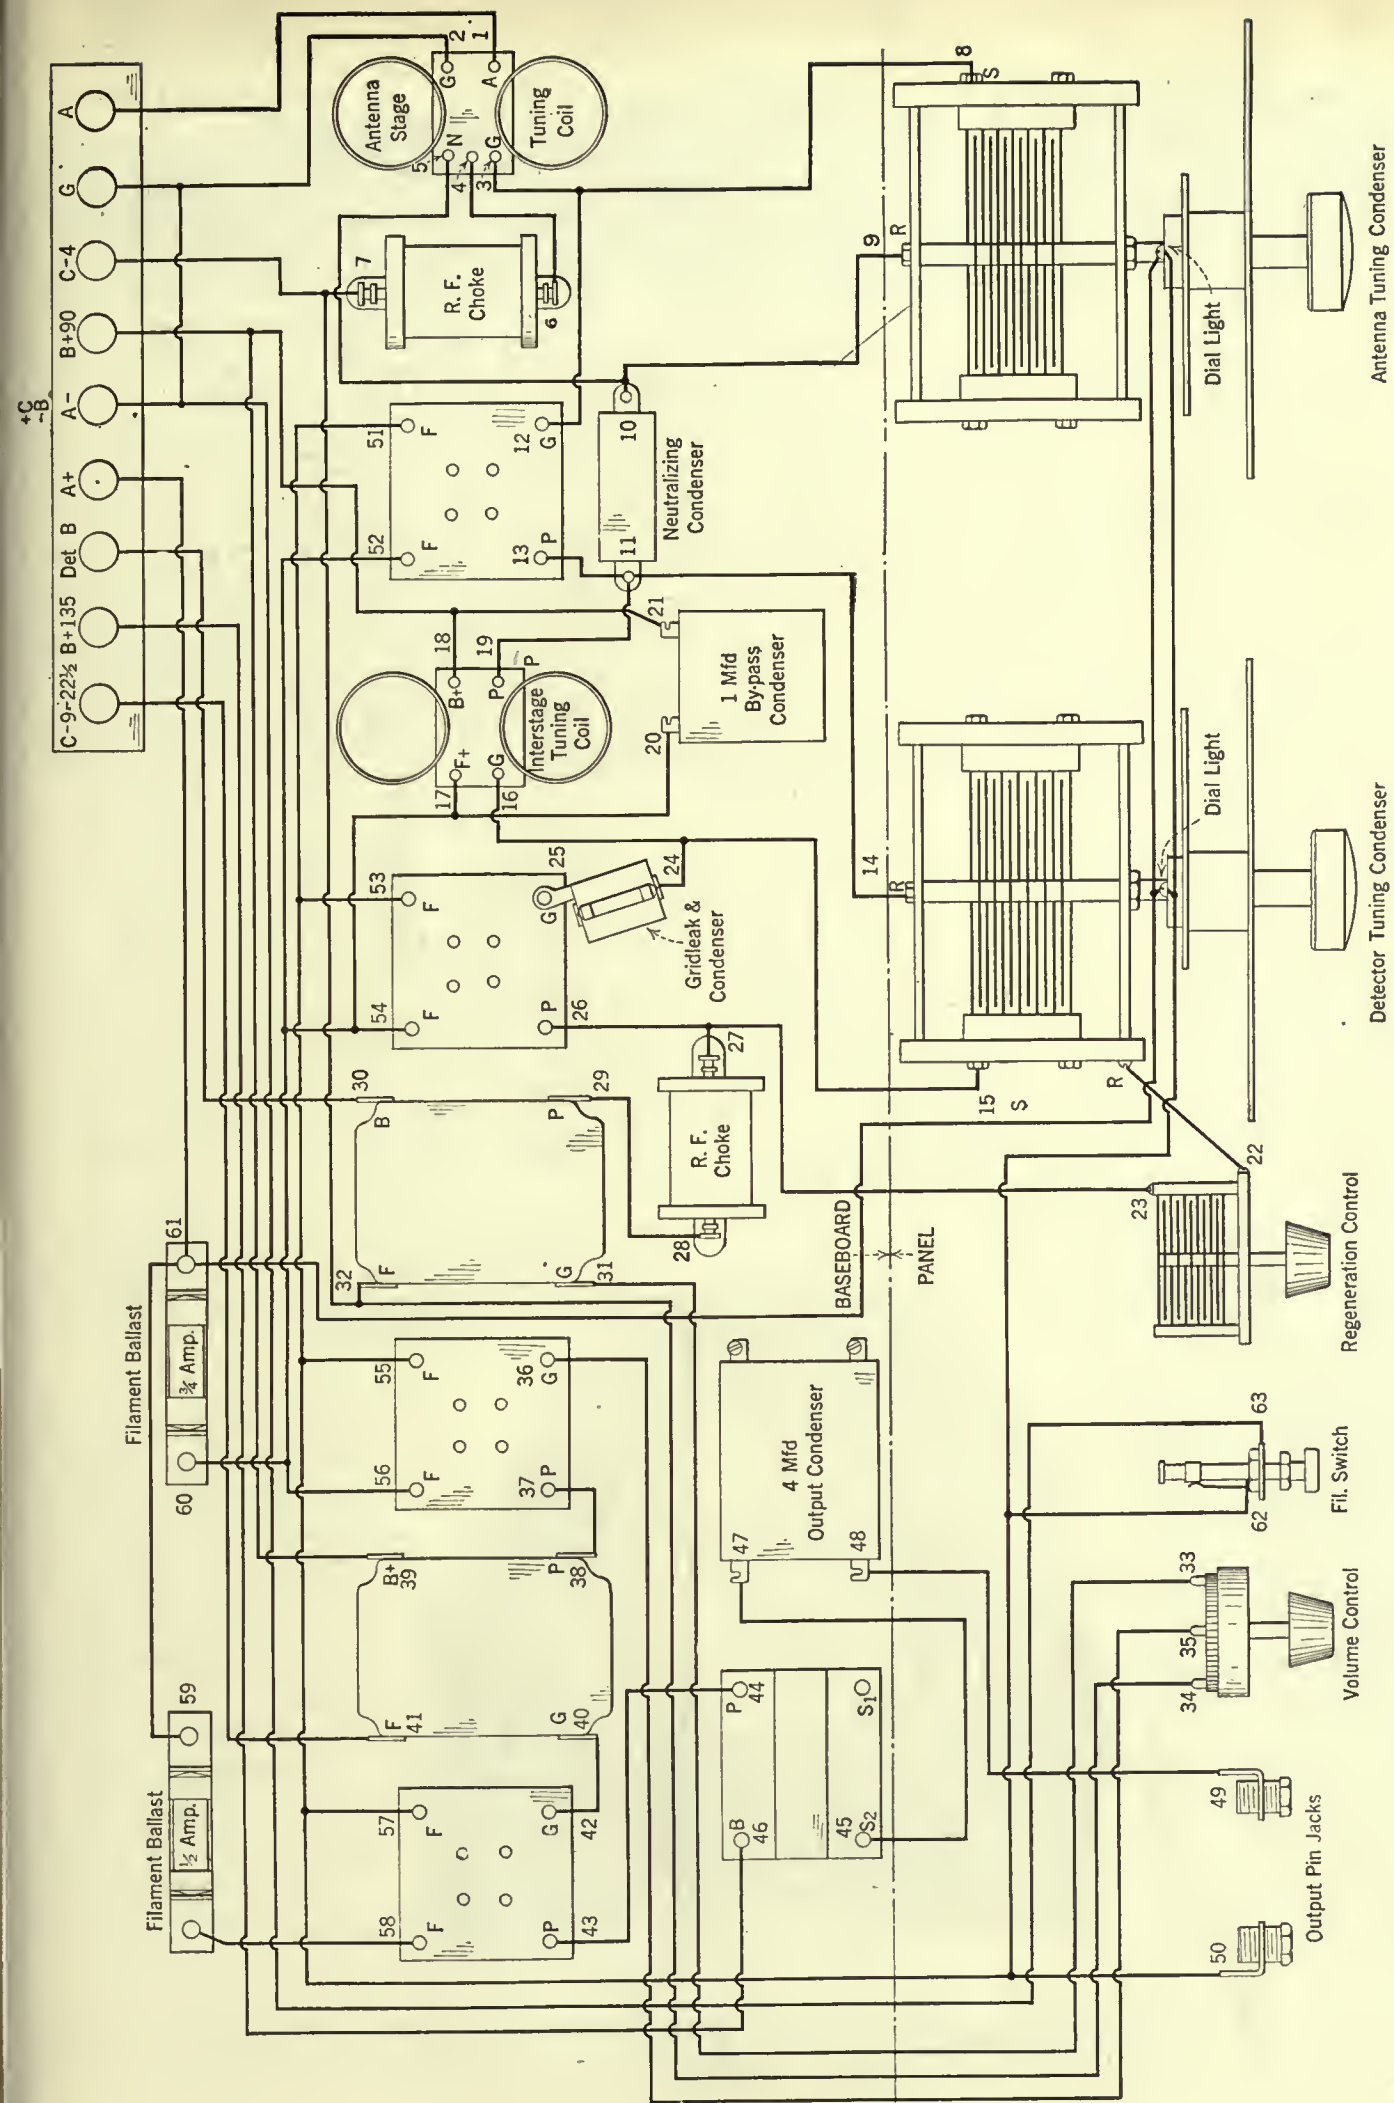 +C
-B
C-9-22½
B+135
Det B
A+
A-
B+90
C-4
G
A
Filament Ballast
½ Amp.
59
Filament Ballast
¾ Amp.
60
61
Antenna
Stage
G
A
2
1
5
N
4
3
G
Tuning
Coil
7
R. F.
Choke
6
51
F
52
F
12
G
13
P
10
11
Neutralizing
Condenser
18
B+
19
P
P
17
F+
16
G
Interstage
Tuning
Coil
21
20
1 Mfd
By-pass
Condenser
53
F
54
F
G
25
24
P
26
Gridleak &
Condenser
30
B
29
P
32
F
31
G
27
28
R. F.
Choke
55
F
56
F
36
G
37
P
B+
39
P
38
F
41
G
40
57
F
58
F
G
42
P
43
P
44
B
46
S1
45
S2
47
48
4 Mfd
Output Condenser
BASEBOARD
PANEL
8
S
9
R
Dial Light
Antenna Tuning Condenser
14
R
15
S
R
Dial Light
Detector Tuning Condenser
23
22
Regeneration Control
63
62
Fil. Switch
33
35
34
Volume Control
49
50
Output Pin Jacks